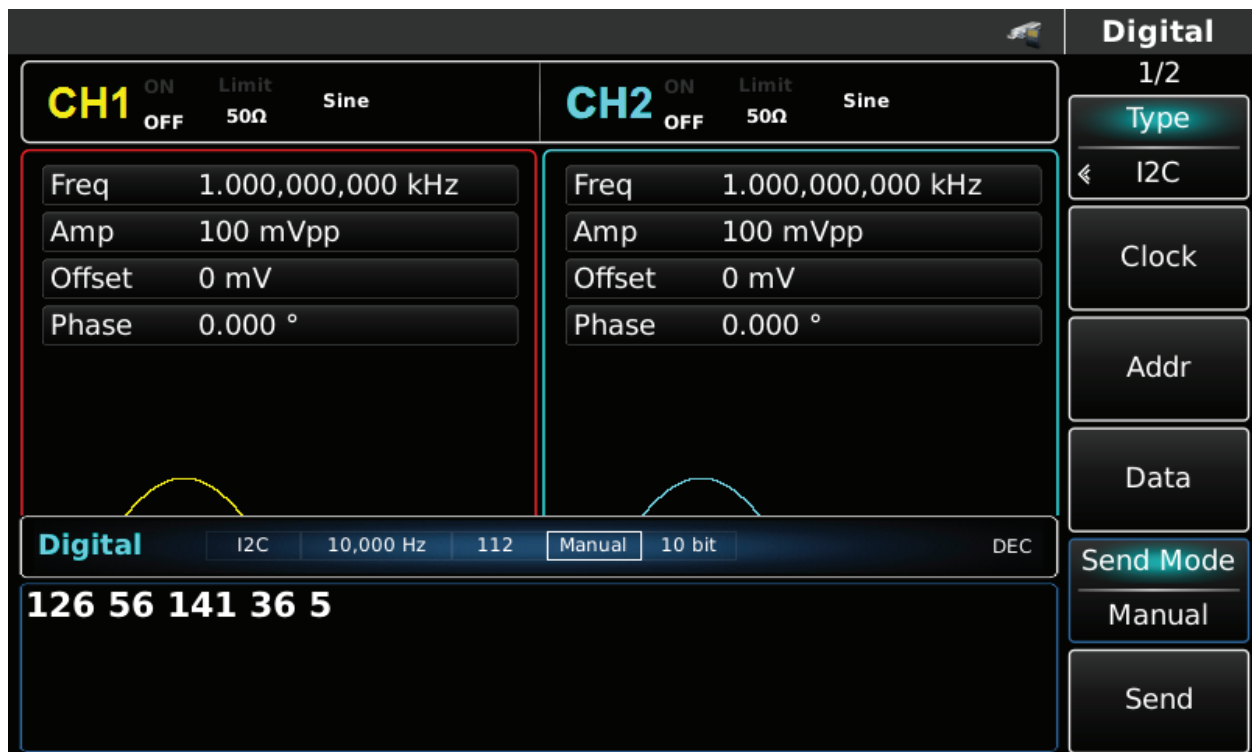 Digital
1/2
CH1 ON OFF Limit 50Ω Sine
CH2 ON OFF Limit 50Ω Sine
Type
I2C
Freq 1.000,000,000 kHz
Amp 100 mVpp
Offset 0 mV
Phase 0.000 °
Freq 1.000,000,000 kHz
Amp 100 mVpp
Offset 0 mV
Phase 0.000 °
Clock
Addr
Data
Digital I2C 10,000 Hz 112 Manual 10 bit DEC
Send Mode
Manual
126 56 141 36 5
Send